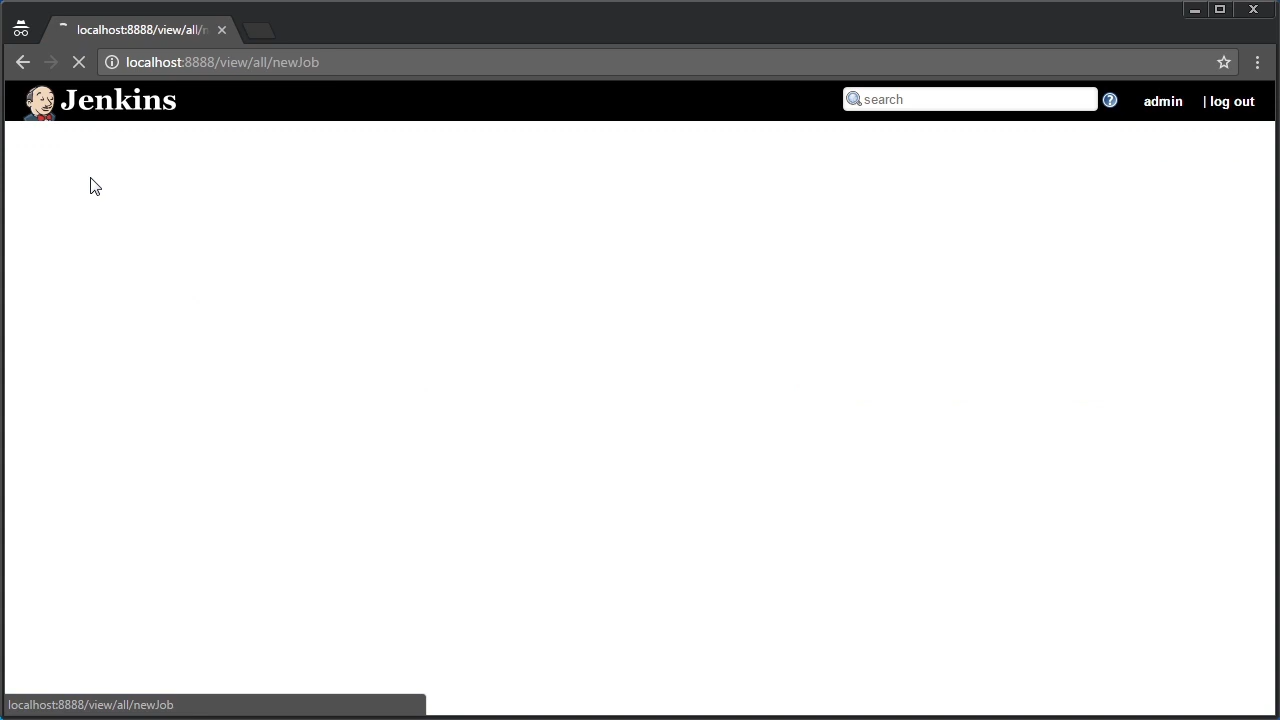 localhost:8888/view/all/n
localhost:8888/view/all/newJob
Jenkins
search
admin
| log out
localhost:8888/view/all/newJob